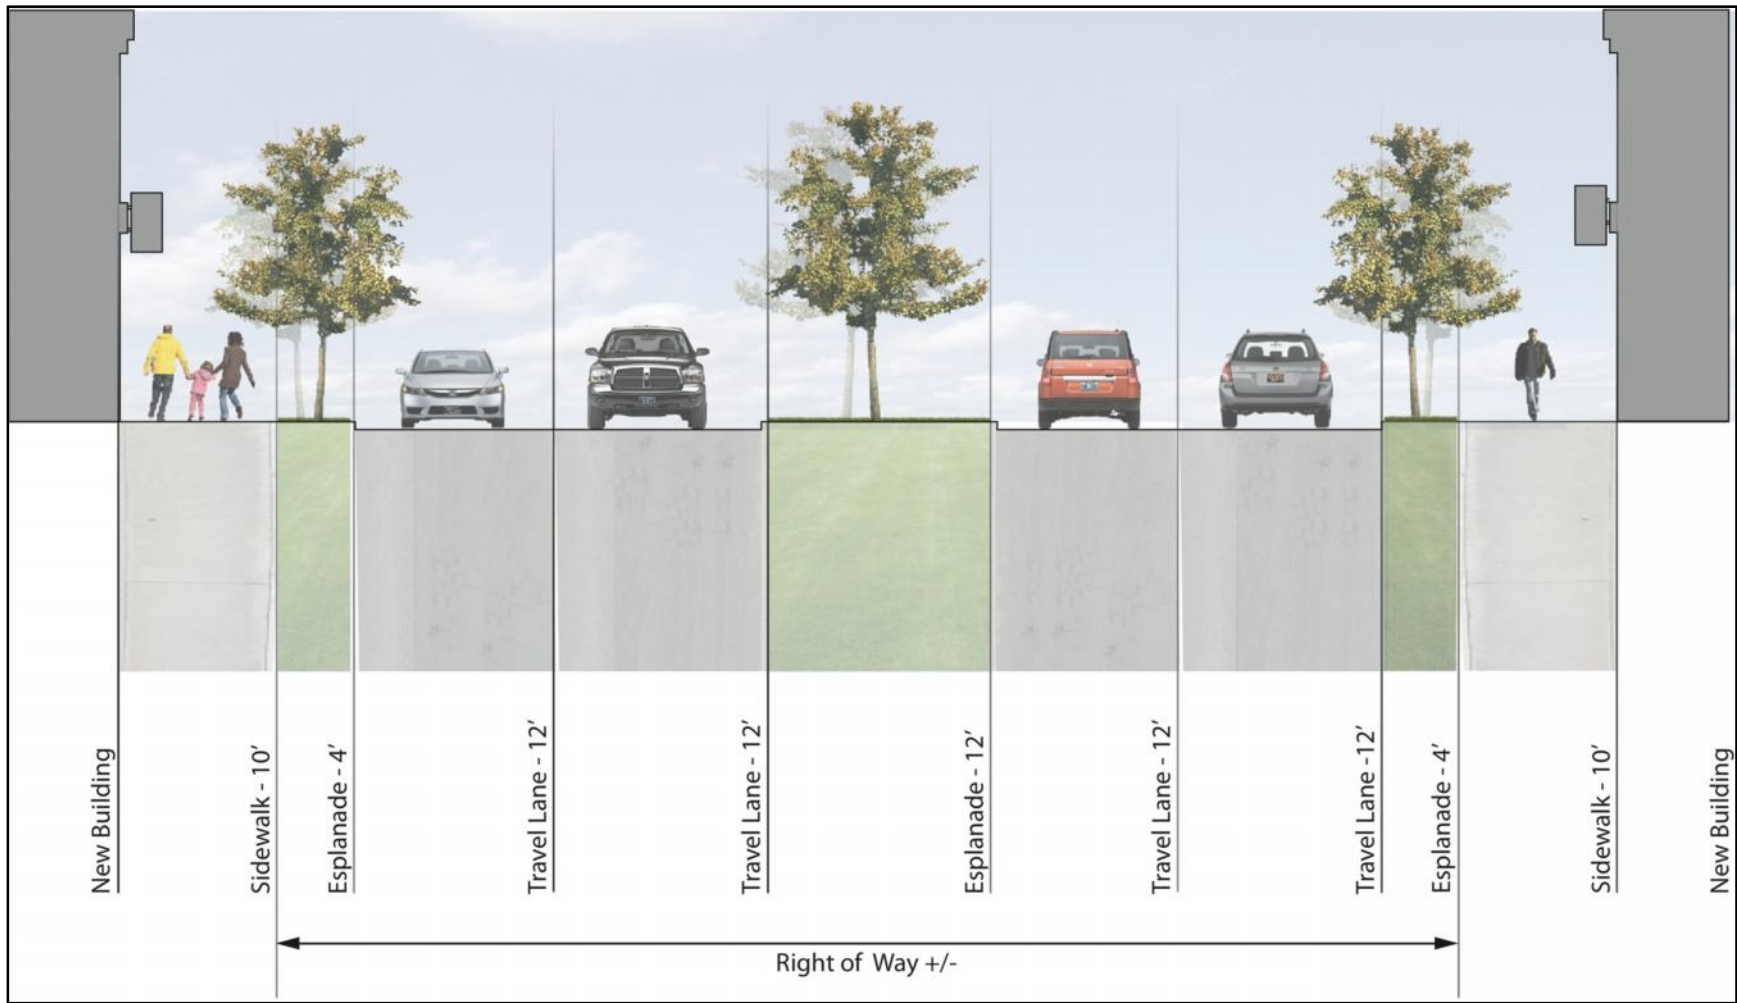 New Building
Sidewalk - 10’
Esplanade - 4’
Travel Lane - 12’
Travel Lane - 12’
Esplanade - 12’
Travel Lane - 12’
Travel Lane - 12’
Esplanade - 4’
Sidewalk - 10’
New Building
Right of Way +/-